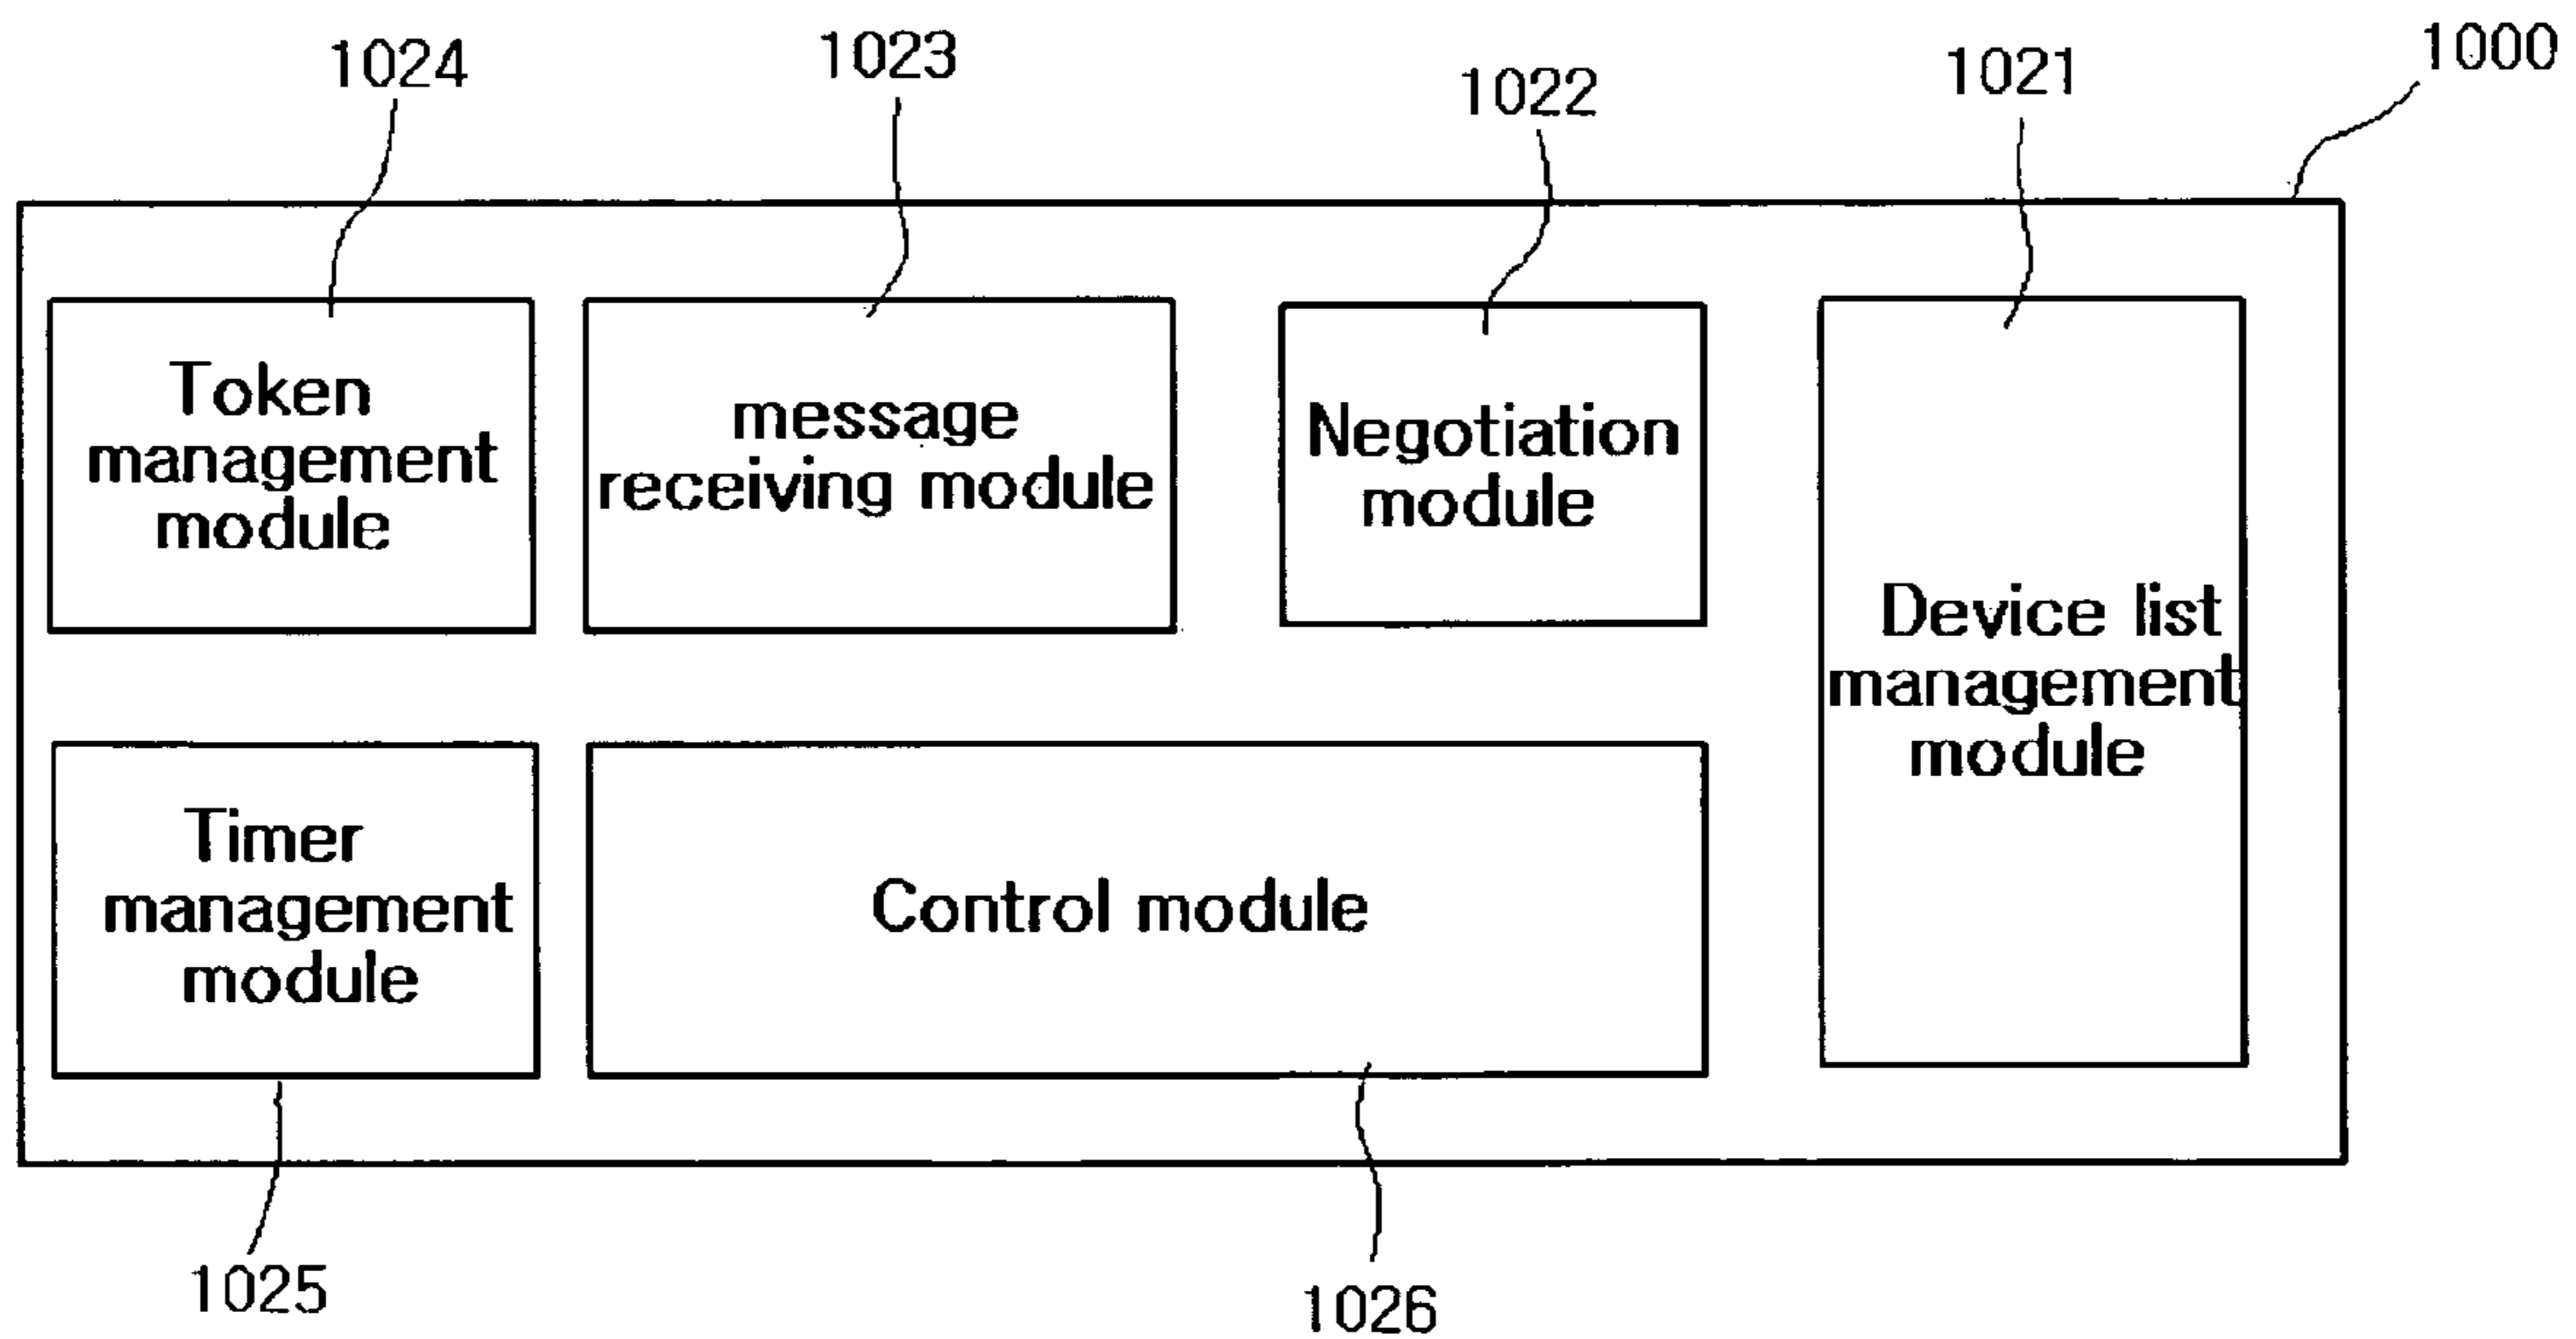 1024
1023
1022
1021
1000
Token
management
module
message
receiving module
Negotiation
module
Device list
management
module
Timer
management
module
Control module
1025
1026